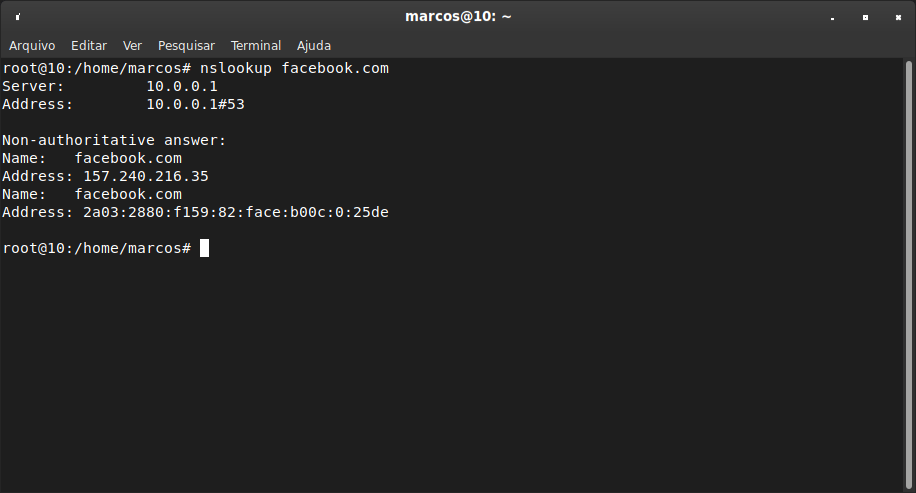 marcos@10: ~
Arquivo Editar Ver Pesquisar Terminal Ajuda
root@10:/home/marcos# nslookup facebook.com
Server: 10.0.0.1
Address: 10.0.0.1#53
Non-authoritative answer:
Name: facebook.com
Address: 157.240.216.35
Name: facebook.com
Address: 2a03:2880:f159:82:face:b00c:0:25de
root@10:/home/marcos#